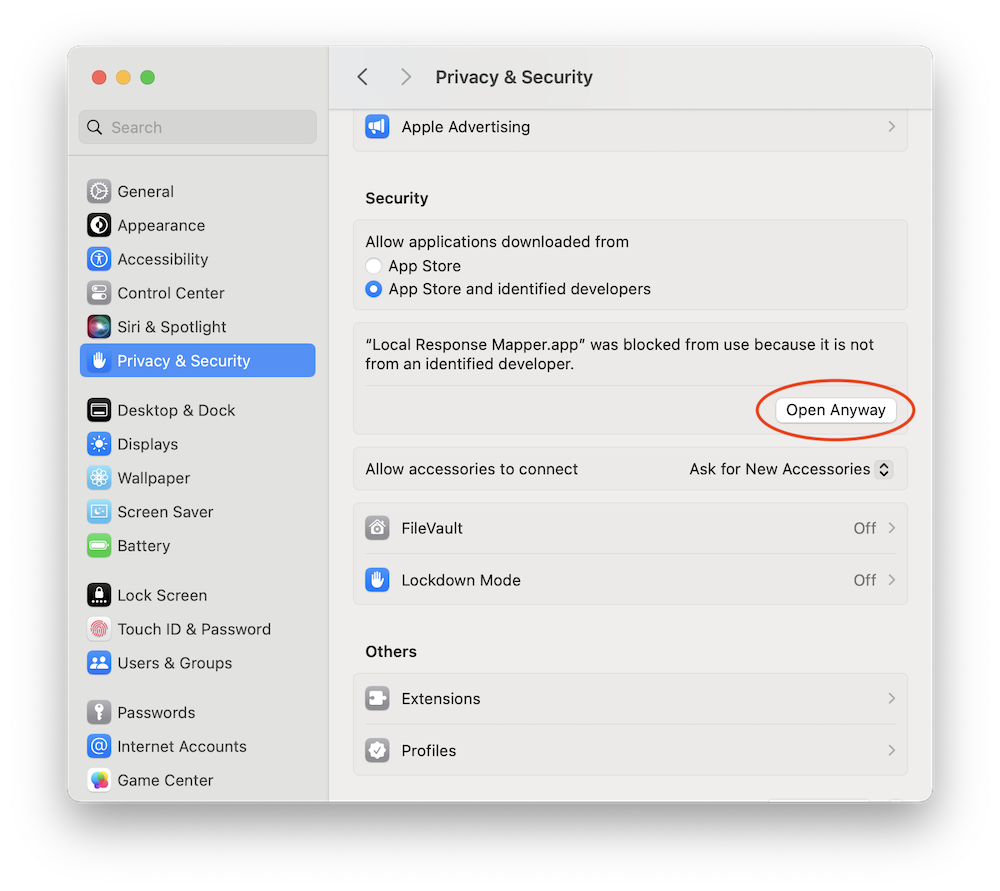 Privacy & Security
Search
General
Appearance
Accessibility
Control Center
Siri & Spotlight
Privacy & Security
Desktop & Dock
Displays
Wallpaper
Screen Saver
Battery
Lock Screen
Touch ID & Password
Users & Groups
Passwords
Internet Accounts
Game Center
Apple Advertising
Security
Allow applications downloaded from
App Store
App Store and identified developers
“Local Response Mapper.app” was blocked from use because it is not
from an identified developer.
Open Anyway
Allow accessories to connect Ask for New Accessories
FileVault Off
Lockdown Mode Off
Others
Extensions
Profiles